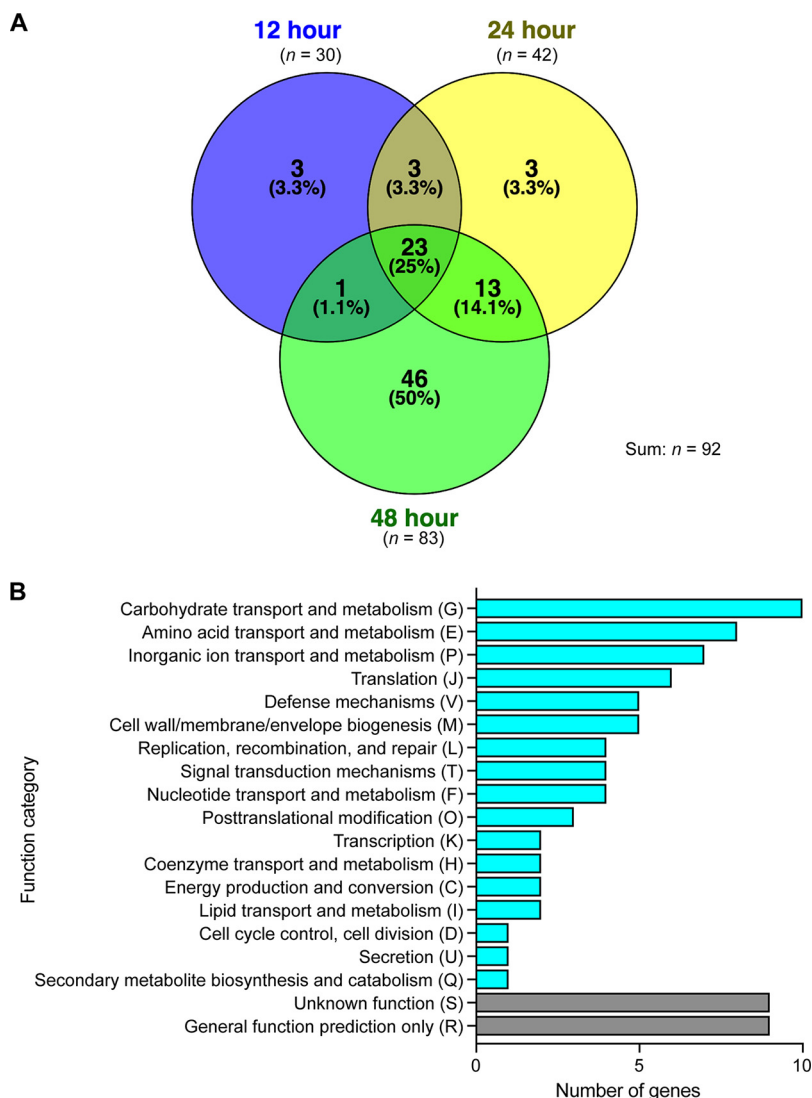 A
12 hour
(n = 30)
24 hour
(n = 42)
3
(3.3%)
3
(3.3%)
3
(3.3%)
23
(25%)
1
(1.1%)
13
(14.1%)
46
(50%)
Sum: n = 92
48 hour
(n = 83)
B
Function category
Carbohydrate transport and metabolism (G)
Amino acid transport and metabolism (E)
Inorganic ion transport and metabolism (P)
Translation (J)
Defense mechanisms (V)
Cell wall/membrane/envelope biogenesis (M)
Replication, recombination, and repair (L)
Signal transduction mechanisms (T)
Nucleotide transport and metabolism (F)
Posttranslational modification (O)
Transcription (K)
Coenzyme transport and metabolism (H)
Energy production and conversion (C)
Lipid transport and metabolism (I)
Cell cycle control, cell division (D)
Secretion (U)
Secondary metabolite biosynthesis and catabolism (Q)
Unknown function (S)
General function prediction only (R)
0 5 10
Number of genes